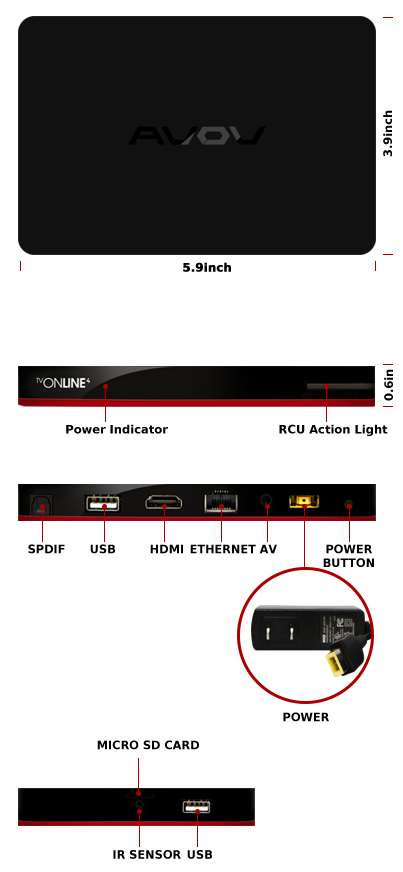 AVOV
3.9inch
5.9inch
TVONLINE4
0.6in
Power Indicator
RCU Action Light
SPDIF
USB
HDMI
ETHERNET
AV
POWER
BUTTON
POWER
MICRO SD CARD
IR SENSOR
USB